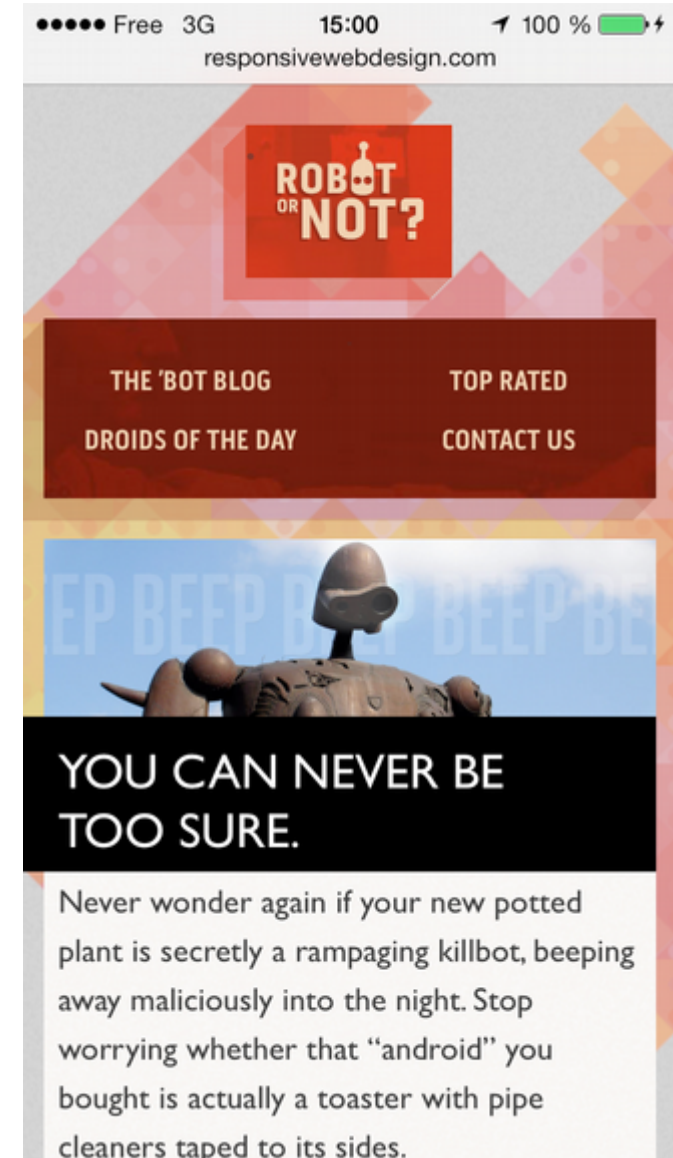 Free 3G 15:00 100 %
responsivewebdesign.com
ROBOT
OR NOT?
THE 'BOT BLOG TOP RATED
DROIDS OF THE DAY CONTACT US
EEP BEEP BEEP BEEP BE
YOU CAN NEVER BE
TOO SURE.
Never wonder again if your new potted
plant is secretly a rampaging killbot, beeping
away maliciously into the night. Stop
worrying whether that “android” you
bought is actually a toaster with pipe
cleaners taped to its sides.